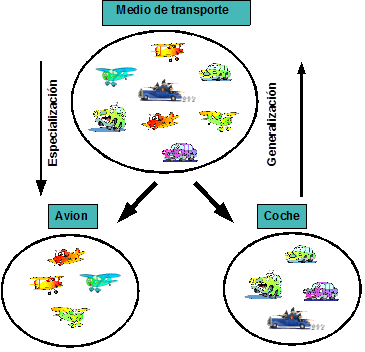 Medio de transporte
Especialización
Generalización
Avion
Coche